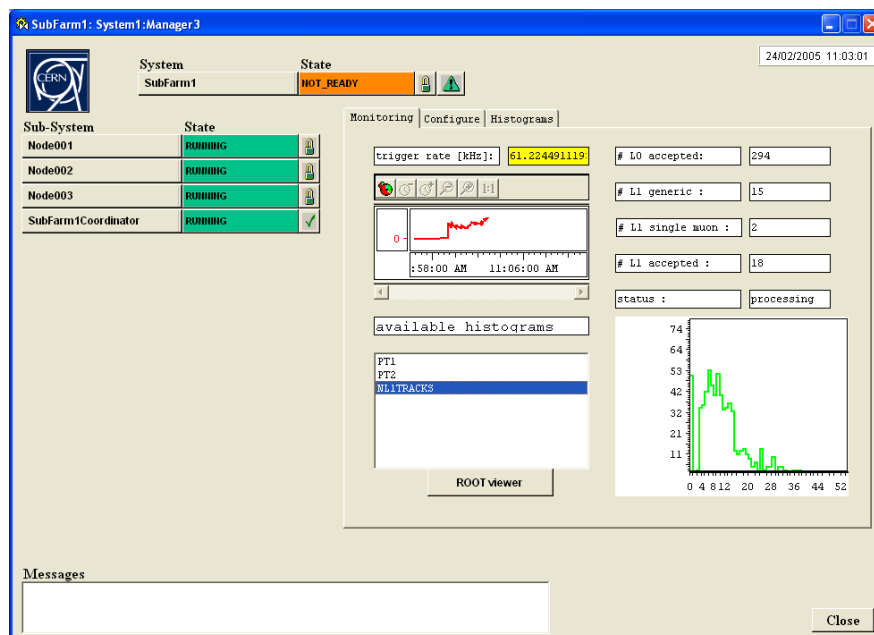 SubFarm1: System1:Manager3
24/02/2005 11:03:01
CERN
System State
SubFarm1 NOT_READY
Sub-System State
Node001 RUNNING
Node002 RUNNING
Node003 RUNNING
SubFarm1Coordinator RUNNING
Monitoring Configure Histograms
trigger rate [kHz]: 61.224491119
1:1
0
:58:00 AM 11:06:00 AM
available histograms
PT1
PT2
NL1TRACKS
ROOT viewer
# L0 accepted: 294
# L1 generic : 15
# L1 single muon : 2
# L1 accepted : 18
status : processing
74
64
53
42
32
21
11
0 4 8 12 20 28 36 44 52
Messages
Close